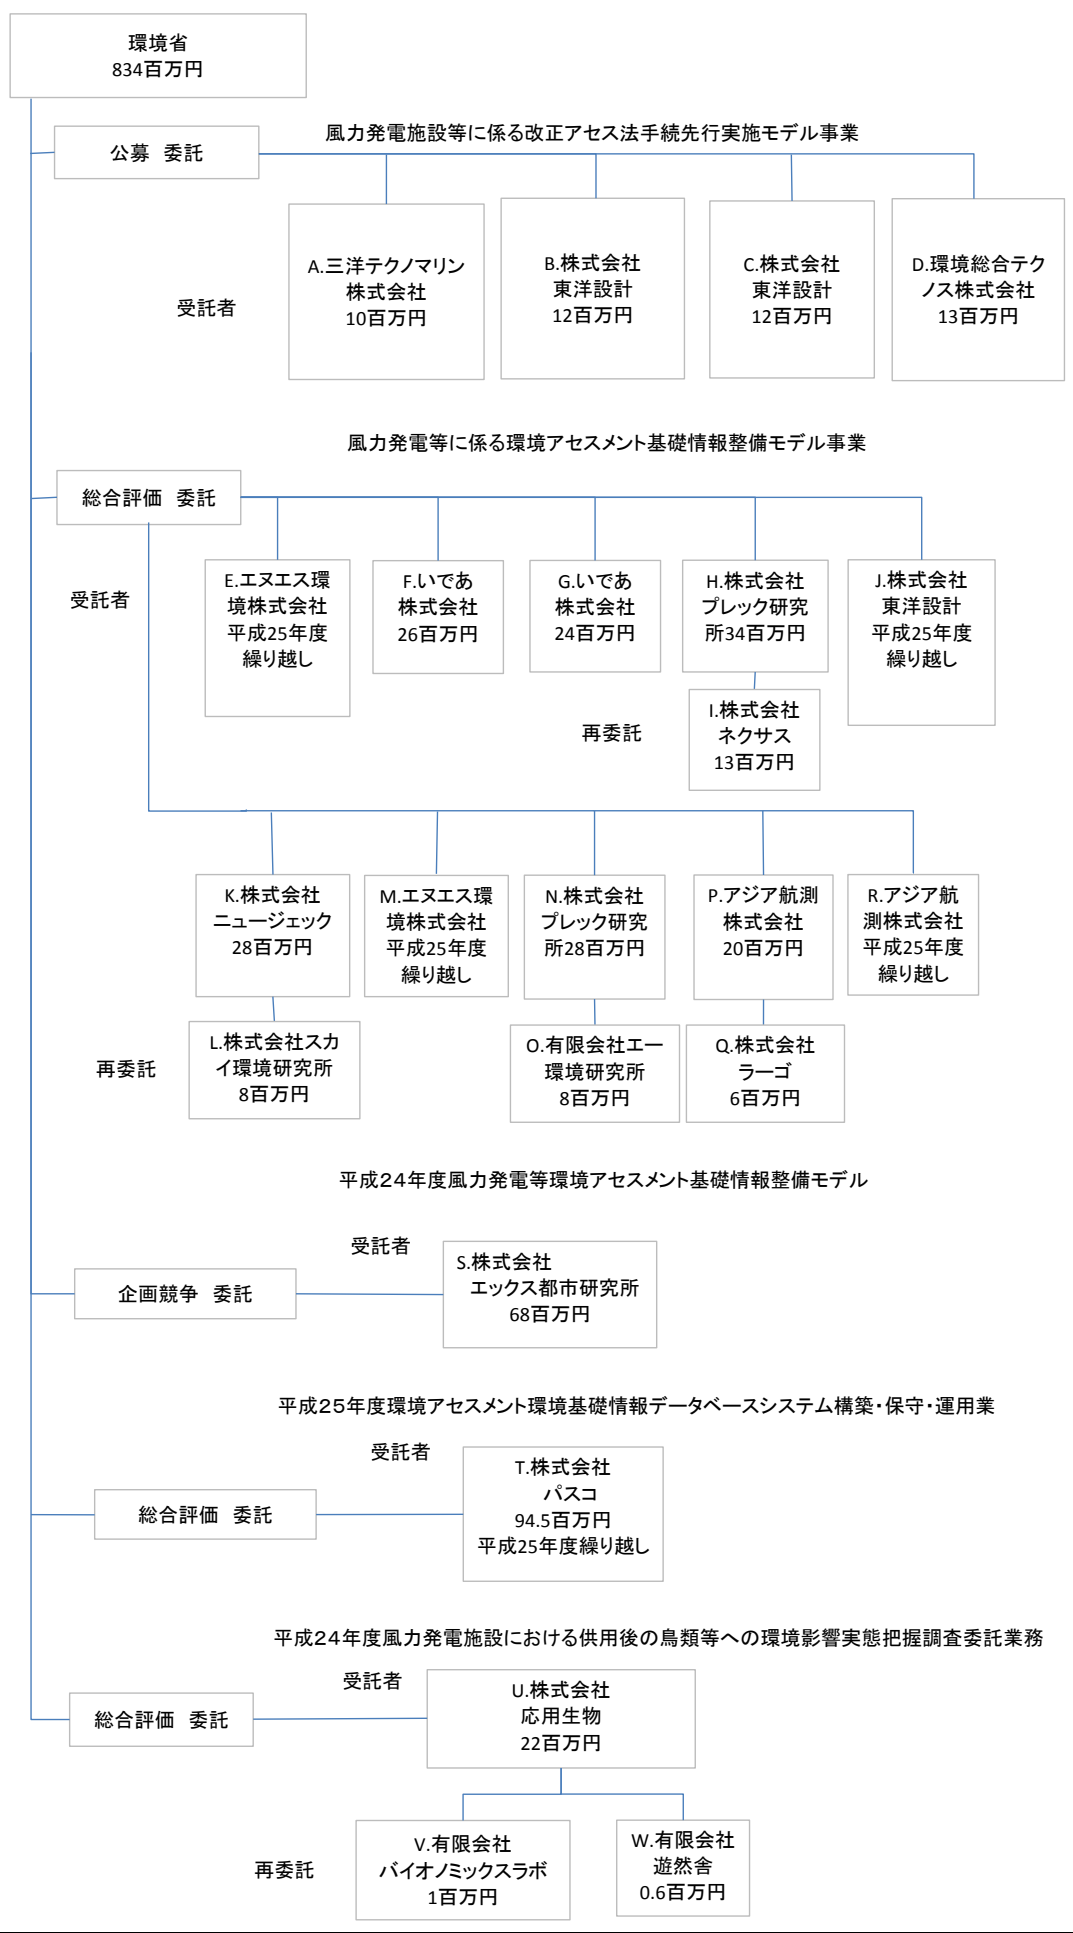 環境省
834百万円
風力発電施設等に係る改正アセス法手続先行実施モデル事業
公募　委託
受託者
A.三洋テクノマリン
株式会社
10百万円
B.株式会社
東洋設計
12百万円
C.株式会社
東洋設計
12百万円
D.環境総合テク
ノス株式会社
13百万円
風力発電等に係る環境アセスメント基礎情報整備モデル事業
総合評価　委託
受託者
E.エヌエス環
境株式会社
平成25年度
繰り越し
F.いであ
株式会社
26百万円
G.いであ
株式会社
24百万円
H.株式会社
プレック研究
所34百万円
J.株式会社
東洋設計
平成25年度
繰り越し
再委託
I.株式会社
ネクサス
13百万円
K.株式会社
ニュージェック
28百万円
M.エヌエス環
境株式会社
平成25年度
繰り越し
N.株式会社
プレック研究
所28百万円
P.アジア航測
株式会社
20百万円
R.アジア航
測株式会社
平成25年度
繰り越し
再委託
L.株式会社スカ
イ環境研究所
8百万円
O.有限会社エー
環境研究所
8百万円
Q.株式会社
ラーゴ
6百万円
平成２４年度風力発電等環境アセスメント基礎情報整備モデル
受託者
企画競争　委託
S.株式会社
エックス都市研究所
68百万円
平成２５年度環境アセスメント環境基礎情報データベースシステム構築・保守・運用業
受託者
総合評価　委託
T.株式会社
パスコ
94.5百万円
平成25年度繰り越し
平成２４年度風力発電施設における供用後の鳥類等への環境影響実態把握調査委託業務
受託者
総合評価　委託
U.株式会社
応用生物
22百万円
再委託
V.有限会社
バイオノミックスラボ
1百万円
W.有限会社
遊然舎
0.6百万円